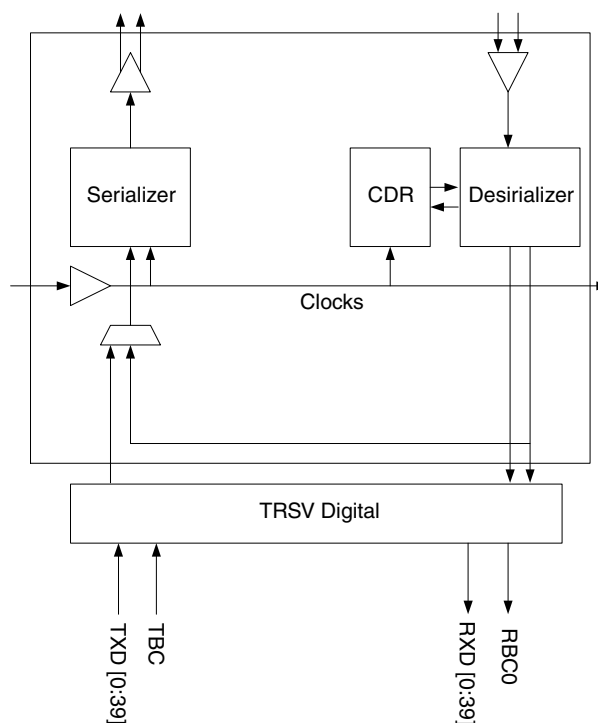 Serializer
CDR
Desirializer
Clocks
TRSV Digital
TXD [0:39]
TBC
RXD [0:39]
RBC0